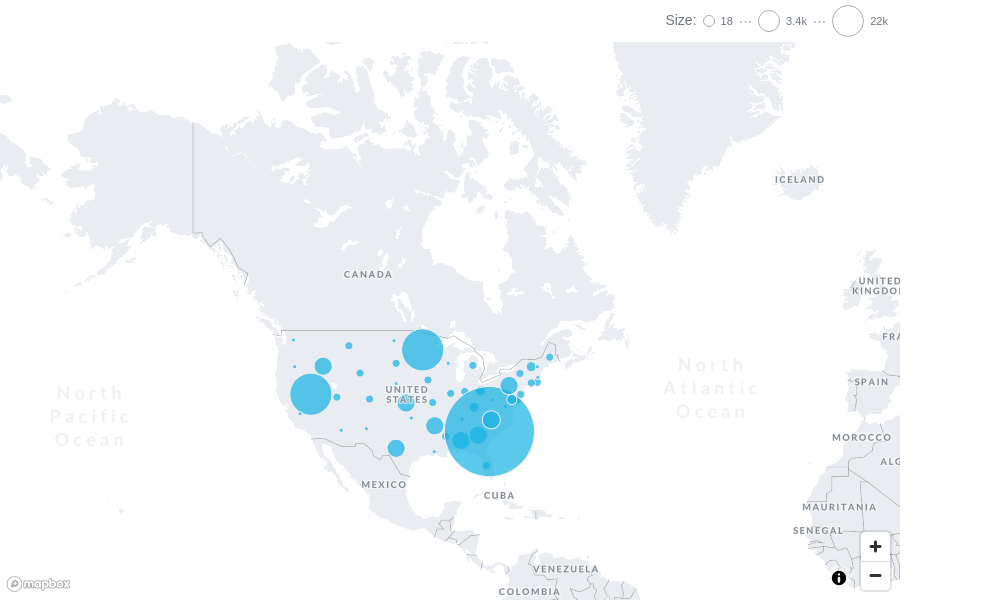 Size: 18 ··· 3.4k ··· 22k
ICELAND
CANADA
UNITED
KINGDO
FRA
North
Atlantic
Ocean
North
Pacific
Ocean
SPAIN
UNITED
STATES
MOROCCO
ALG
MEXICO
CUBA
MAURITANIA
SENEGAL
VENEZUELA
COLOMBIA
mapbox